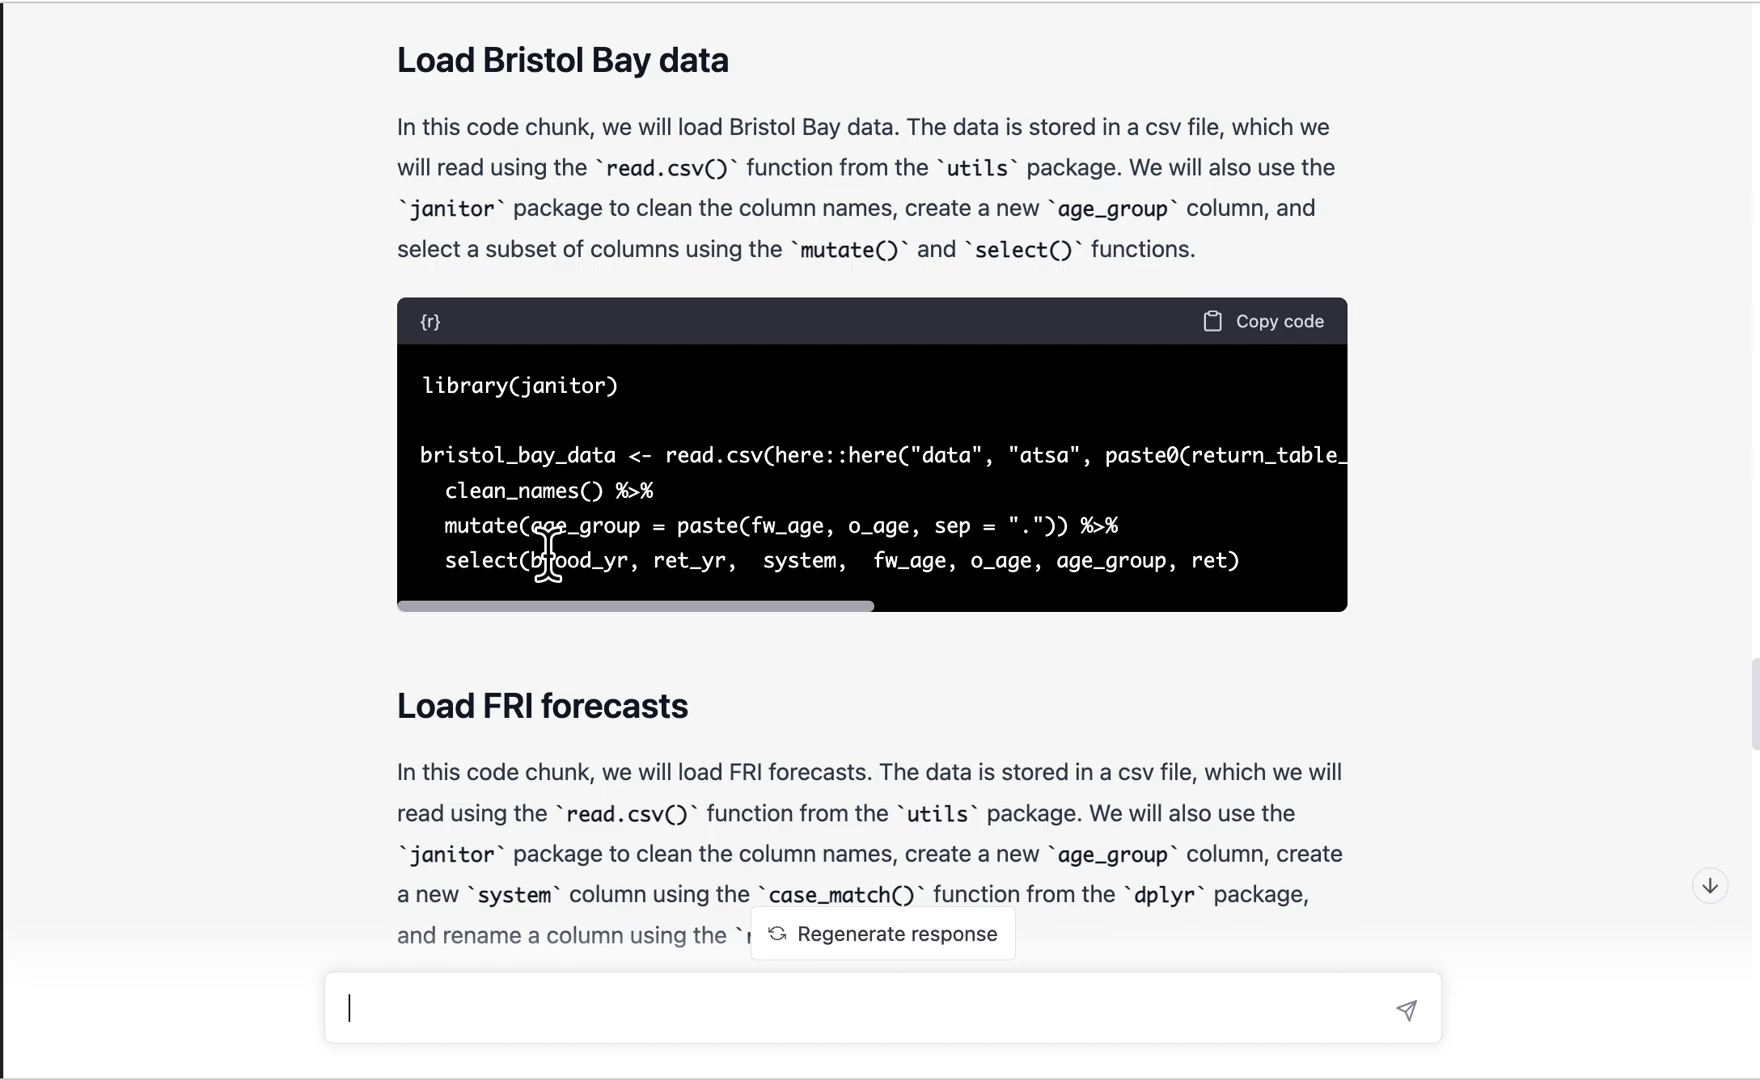 Load Bristol Bay data
In this code chunk, we will load Bristol Bay data. The data is stored in a csv file, which we
will read using the `read.csv()` function from the `utils` package. We will also use the
`janitor` package to clean the column names, create a new `age_group` column, and
select a subset of columns using the `mutate()` and `select()` functions.
{r}
Copy code
library(janitor)
bristol_bay_data <- read.csv(here::here("data", "atsa", paste0(return_table_
clean_names() %>%
mutate(age_group = paste(fw_age, o_age, sep = ".")) %>%
select(brood_yr, ret_yr,  system,  fw_age, o_age, age_group, ret)
Load FRI forecasts
In this code chunk, we will load FRI forecasts. The data is stored in a csv file, which we will
read using the `read.csv()` function from the `utils` package. We will also use the
`janitor` package to clean the column names, create a new `age_group` column, create
a new `system` column using the `case_match()` function from the `dplyr` package,
and rename a column using the `r
Regenerate response